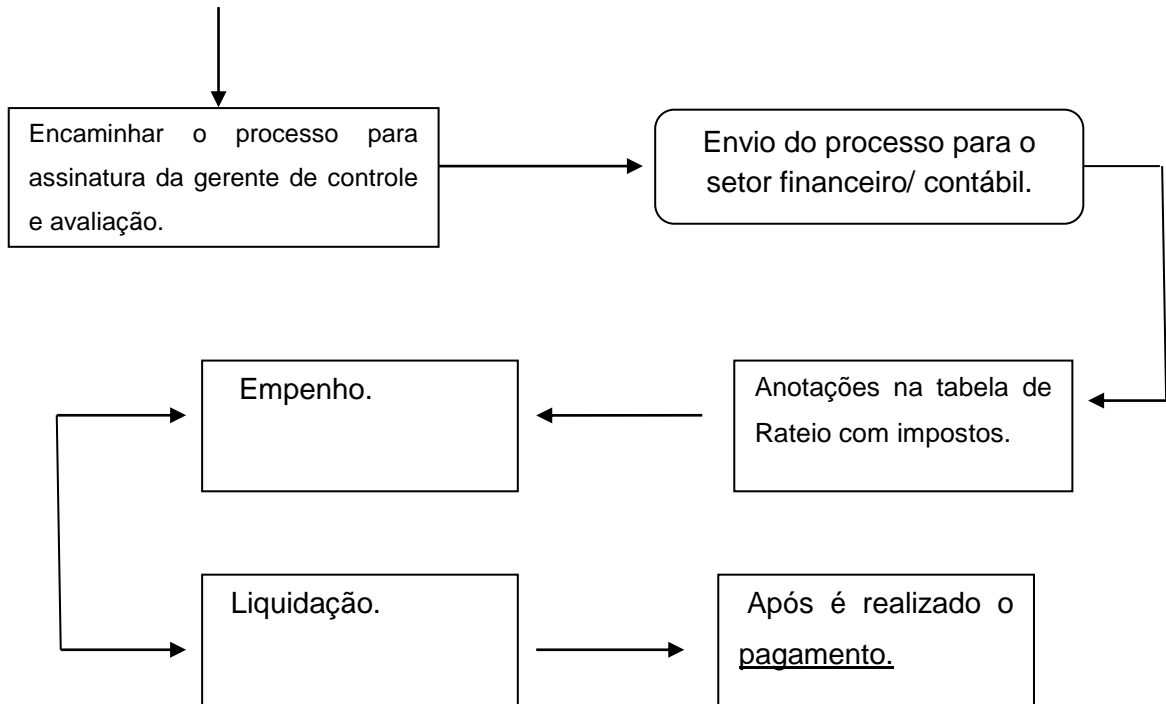 Encaminhar o processo para
assinatura da gerente de controle
e avaliação.
Envio do processo para o
setor financeiro/ contábil.
Anotações na tabela de
Rateio com impostos.
Empenho.
Liquidação.
Após é realizado o
pagamento.